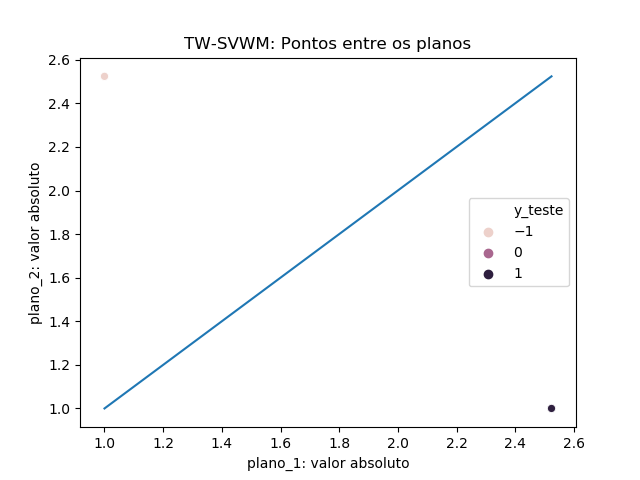 TW-SVWM: Pontos entre os planos
2.6
2.4
2.2
2.0
1.8
1.6
1.4
1.2
1.0
plano_2: valor absoluto
y_teste
−1
0
1
1.0 1.2 1.4 1.6 1.8 2.0 2.2 2.4 2.6
plano_1: valor absoluto